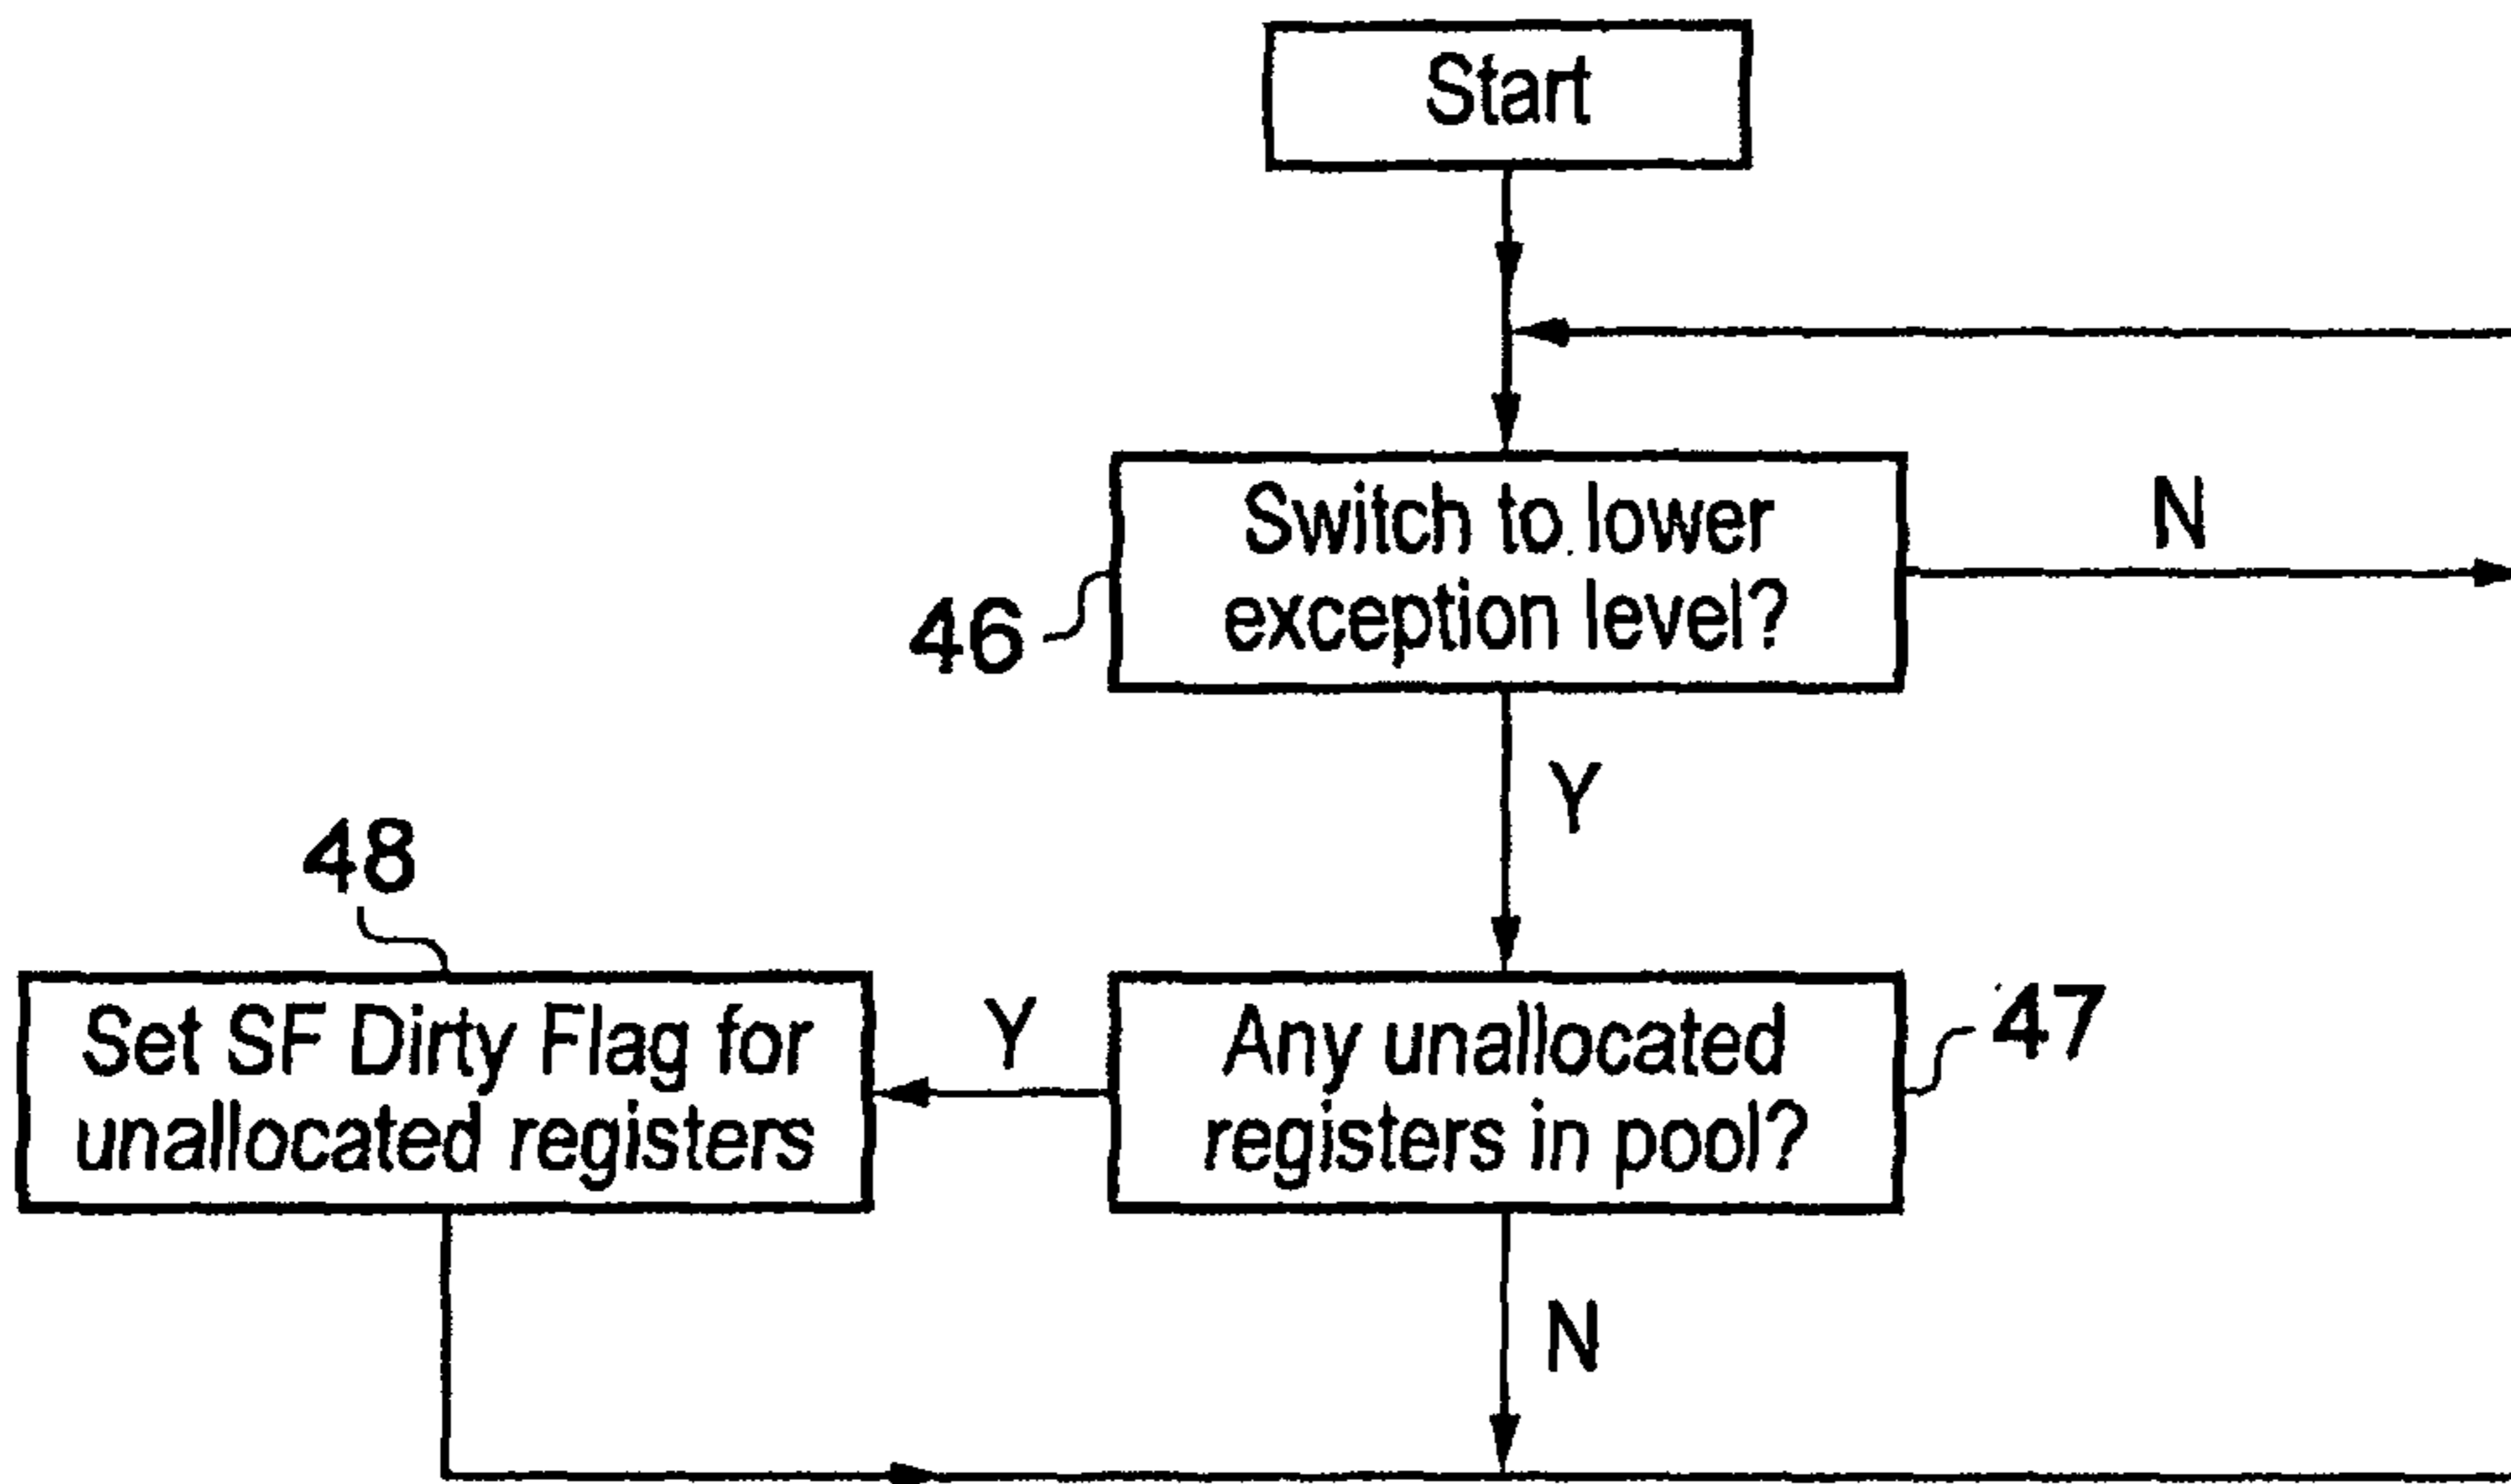 Start
Switch to lower
exception level?
N
46
Y
48
Set SF Dirty Flag for
unallocated registers
Y
Any unallocated
registers in pool?
47
N